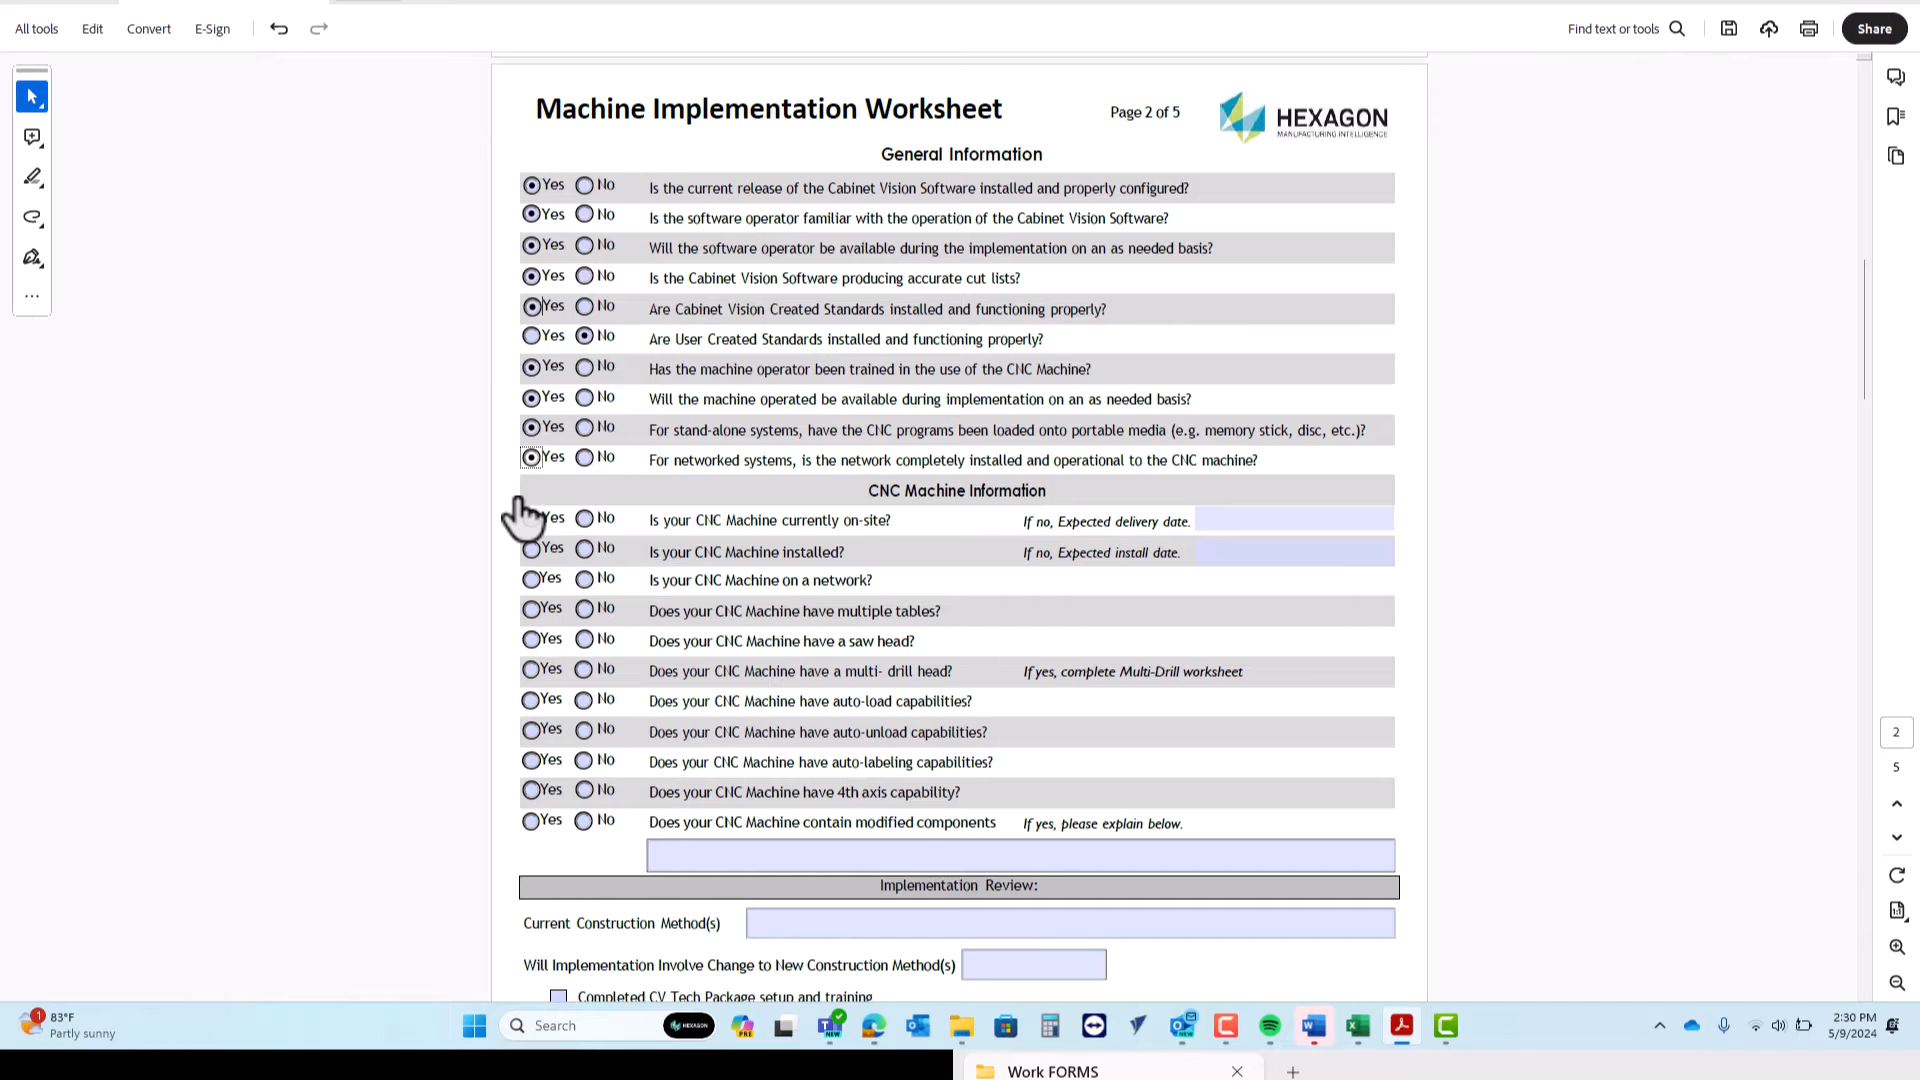 All tools Edit Convert E-Sign Find text or tools Share
Machine Implementation Worksheet Page 2 of 5 HEXAGON
MANUFACTURING INTELLIGENCE
General Information
Yes No Is the current release of the Cabinet Vision Software installed and properly configured?
Yes No Is the software operator familiar with the operation of the Cabinet Vision Software?
Yes No Will the software operator be available during the implementation on an as needed basis?
Yes No Is the Cabinet Vision Software producing accurate cut lists?
Yes No Are Cabinet Vision Created Standards installed and functioning properly?
Yes No Are User Created Standards installed and functioning properly?
Yes No Has the machine operator been trained in the use of the CNC Machine?
Yes No Will the machine operated be available during implementation on an as needed basis?
Yes No For stand-alone systems, have the CNC programs been loaded onto portable media (e.g. memory stick, disc, etc.)?
Yes No For networked systems, is the network completely installed and operational to the CNC machine?
CNC Machine Information
Yes No Is your CNC Machine currently on-site? If no, Expected delivery date.
Yes No Is your CNC Machine installed? If no, Expected install date.
Yes No Is your CNC Machine on a network?
Yes No Does your CNC Machine have multiple tables?
Yes No Does your CNC Machine have a saw head?
Yes No Does your CNC Machine have a multi- drill head? If yes, complete Multi-Drill worksheet
Yes No Does your CNC Machine have auto-load capabilities?
Yes No Does your CNC Machine have auto-unload capabilities?
2
Yes No Does your CNC Machine have auto-labeling capabilities?
5
Yes No Does your CNC Machine have 4th axis capability?
Yes No Does your CNC Machine contain modified components If yes, please explain below.
Implementation Review:
Current Construction Method(s)
Will Implementation Involve Change to New Construction Method(s)
Completed CV Tech Package setup and training
1 83°F
Partly sunny
Search HEXAGON PRE NEW NEW
2:30 PM
5/9/2024
Work FORMS